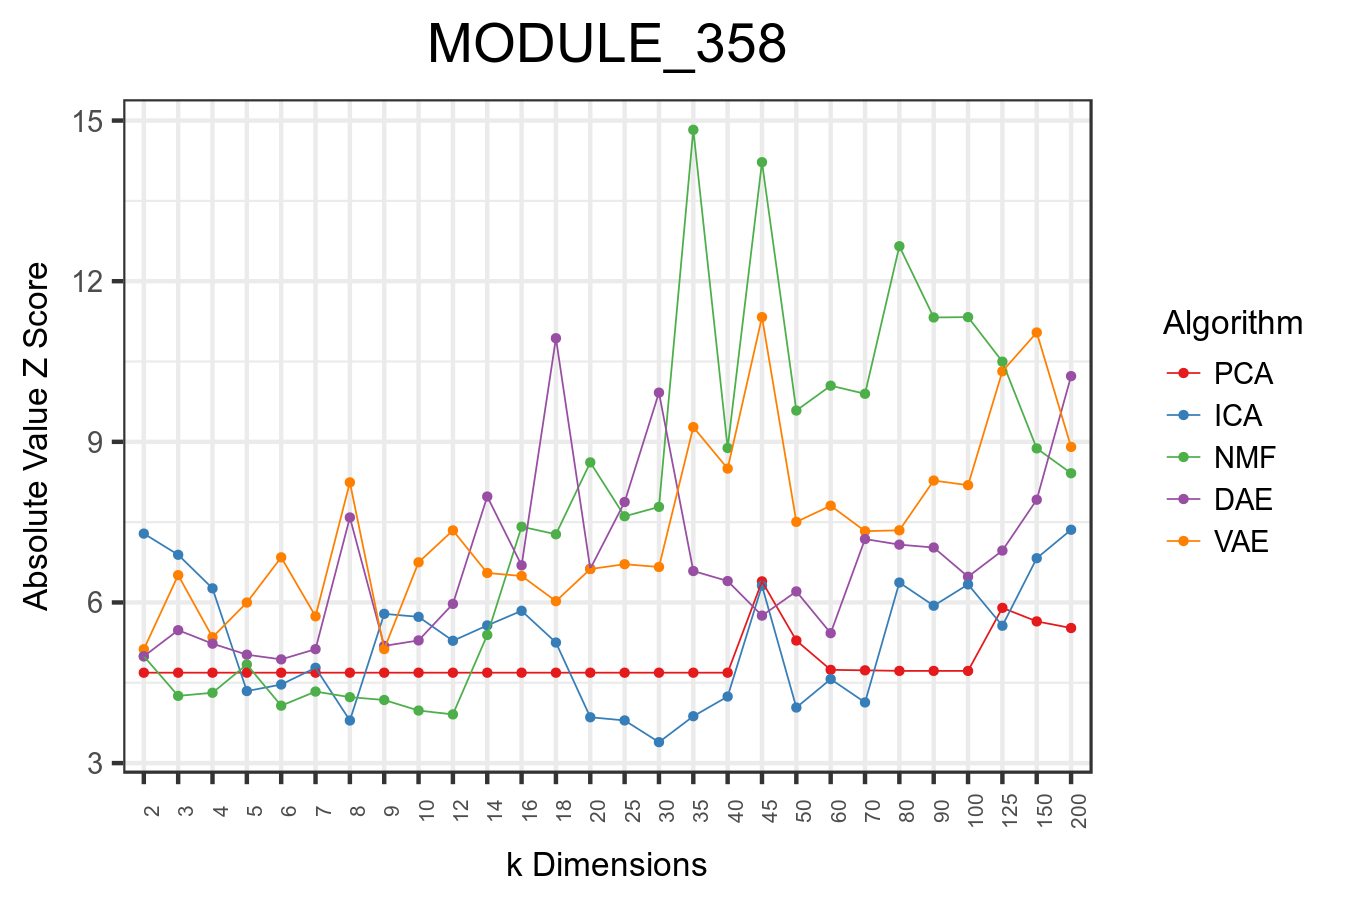 MODULE_358
Absolute Value Z Score
15
12
9
6
3
2 3 4 5 6 7 8 9 10 12 14 16 18 20 25 30 35 40 45 50 60 70 80 90 100 125 150 200
k Dimensions
Algorithm
PCA
ICA
NMF
DAE
VAE